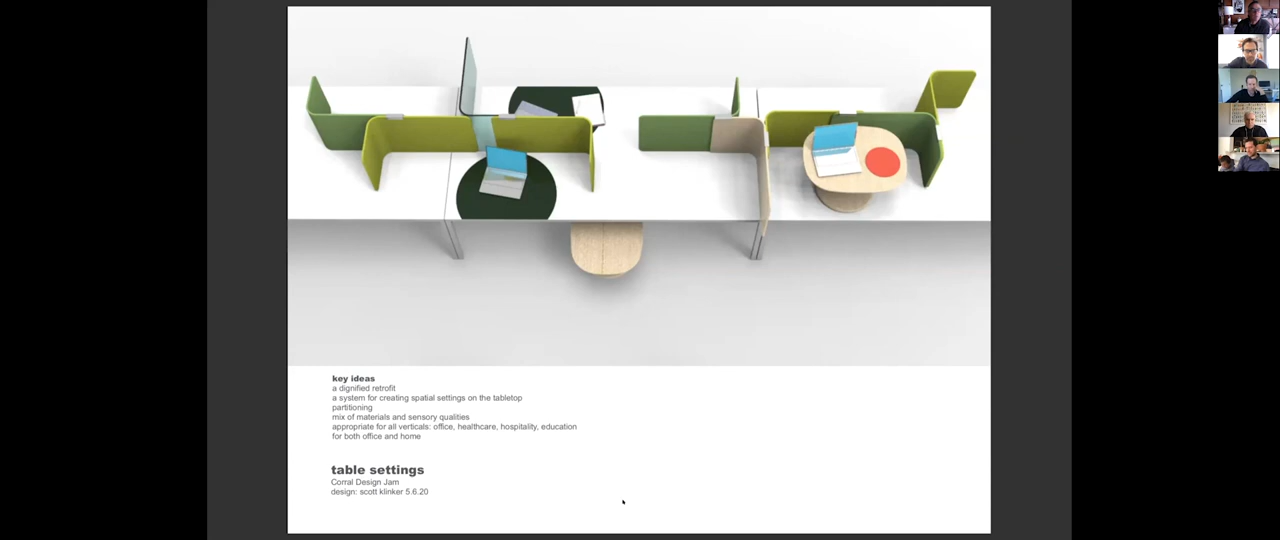 key ideas
a dignified retrofit
a system for creating spatial settings on the tabletop
partitioning
mix of materials and sensory qualities
appropriate for all verticals: office, healthcare, hospitality, education
for both office and home
table settings
Corral Design Jam
design: scott klinker 5.6.20